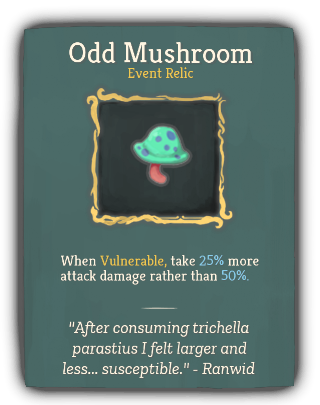 Odd Mushroom
Event Relic
When Vulnerable, take 25% more
attack damage rather than 50%.
"After consuming trichella
parastius I felt larger and
less... susceptible." - Ranwid